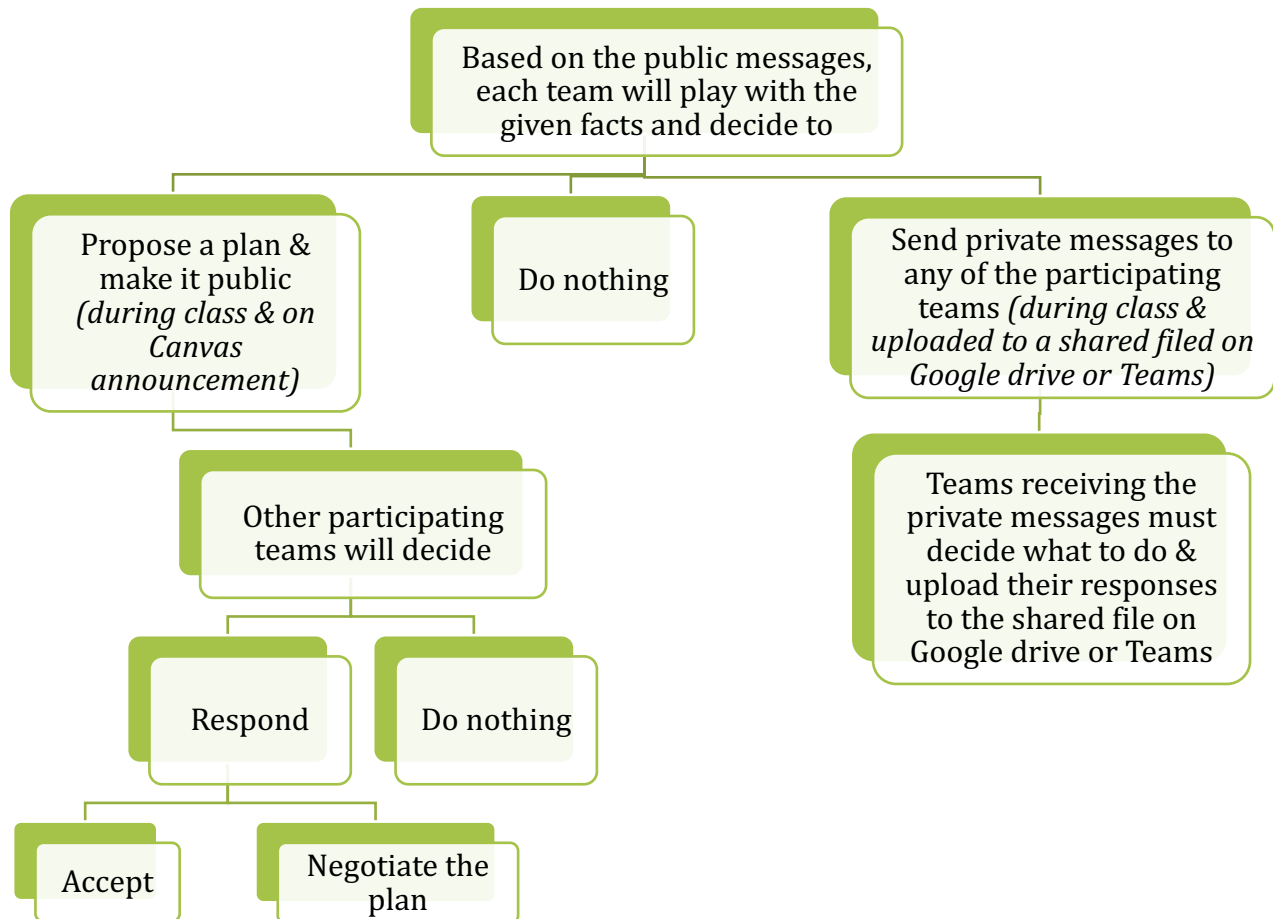 Based on the public messages,
each team will play with the
given facts and decide to
Propose a plan &
make it public
(during class & on
Canvas
announcement)
Do nothing
Send private messages to
any of the participating
teams (during class &
uploaded to a shared filed on
Google drive or Teams)
Other participating
teams will decide
Teams receiving the
private messages must
decide what to do &
upload their responses
to the shared file on
Google drive or Teams
Respond
Do nothing
Accept
Negotiate the
plan